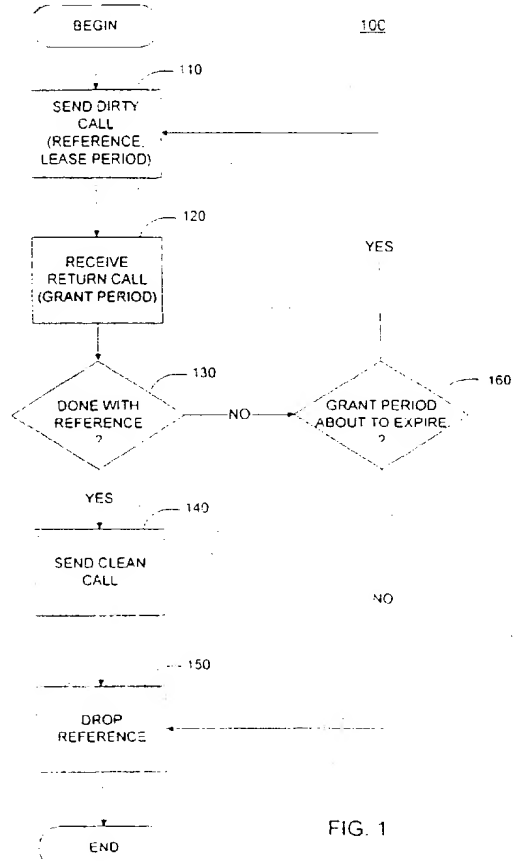 BEGIN
100
110
SEND DIRTY
CALL
(REFERENCE,
LEASE PERIOD)
120
RECEIVE
RETURN CALL
(GRANT PERIOD)
YES
130
DONE WITH
REFERENCE
?
NO
160
GRANT PERIOD
ABOUT TO EXPIRE
?
YES
140
SEND CLEAN
CALL
NO
150
DROP
REFERENCE
END
FIG. 1